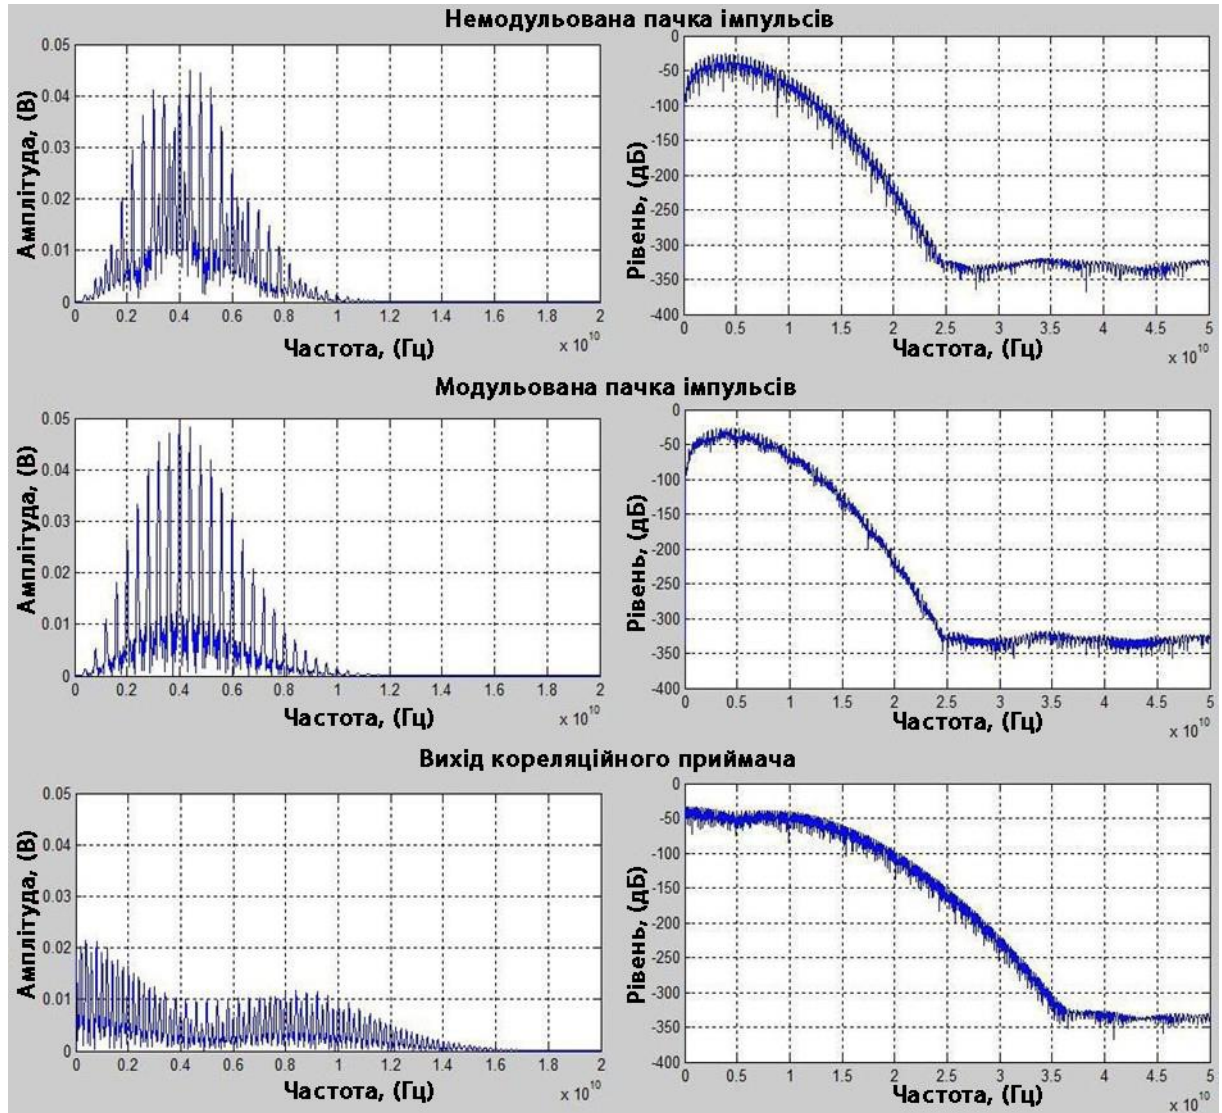 Немодульована пачка імпульсів
Амплітуда, (В)
0.05
0.04
0.03
0.02
0.01
0
0 0.2 0.4 0.6 0.8 1 1.2 1.4 1.6 1.8 2
Частота, (Гц)
x 10^10
Рівень, (дБ)
0
-50
-100
-150
-200
-250
-300
-350
-400
0 0.5 1 1.5 2 2.5 3 3.5 4 4.5 5
Частота, (Гц)
x 10^10
Модульована пачка імпульсів
Амплітуда, (В)
0.05
0.04
0.03
0.02
0.01
0
0 0.2 0.4 0.6 0.8 1 1.2 1.4 1.6 1.8 2
Частота, (Гц)
x 10^10
Рівень, (дБ)
0
-50
-100
-150
-200
-250
-300
-350
-400
0 0.5 1 1.5 2 2.5 3 3.5 4 4.5 5
Частота, (Гц)
x 10^10
Вихід кореляційного приймача
Амплітуда, (В)
0.05
0.04
0.03
0.02
0.01
0
0 0.2 0.4 0.6 0.8 1 1.2 1.4 1.6 1.8 2
Частота, (Гц)
x 10^10
Рівень, (дБ)
0
-50
-100
-150
-200
-250
-300
-350
-400
0 0.5 1 1.5 2 2.5 3 3.5 4 4.5 5
Частота, (Гц)
x 10^10